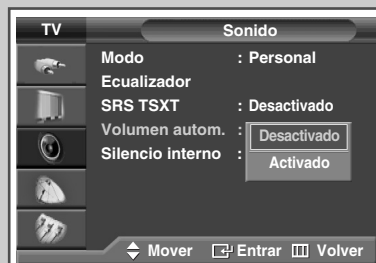 TV
Sonido
Modo : Personal
Ecualizador
SRS TSXT : Desactivado
Volumen autom. : Desactivado
Silencio interno : Activado
Mover Entrar Volver